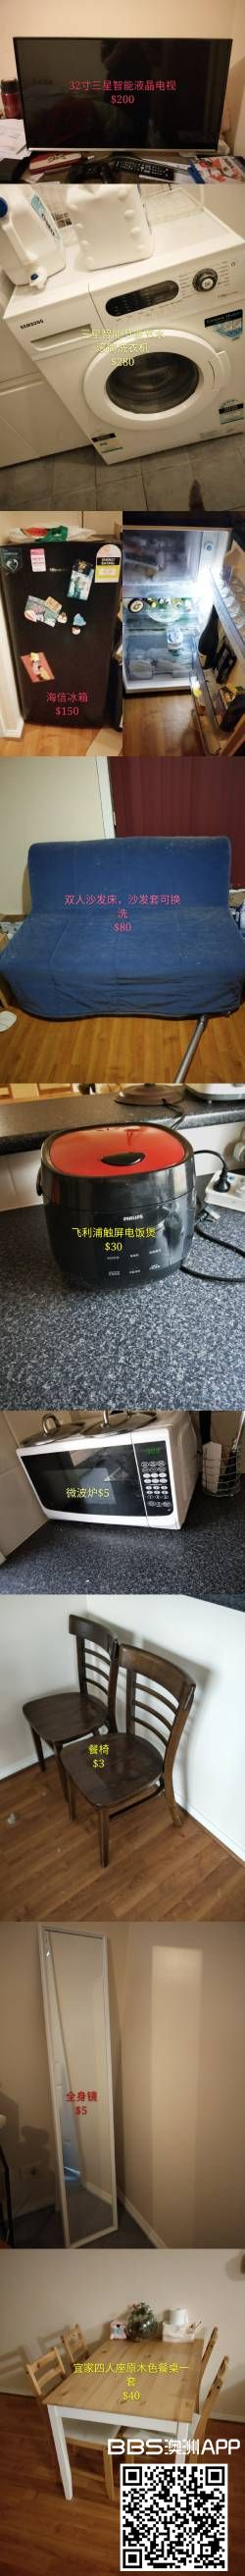 32寸三星智能液晶电视
$200
SAMSUNG
$280
海信冰箱
$150
双人沙发床，沙发套可换
洗
$80
PHILIPS
飞利浦触屏电饭煲
$30
微波炉$5
餐椅
$3
全身镜
$5
宜家四人座原木色餐桌一
套
$40
BBS澳洲APP